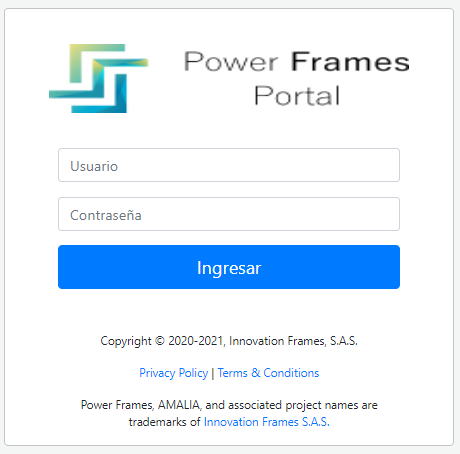 Power Frames
Portal
Usuario
Contraseña
Ingresar
Copyright © 2020-2021, Innovation Frames, S.A.S.
Privacy Policy | Terms & Conditions
Power Frames, AMALIA, and associated project names are
trademarks of Innovation Frames S.A.S.